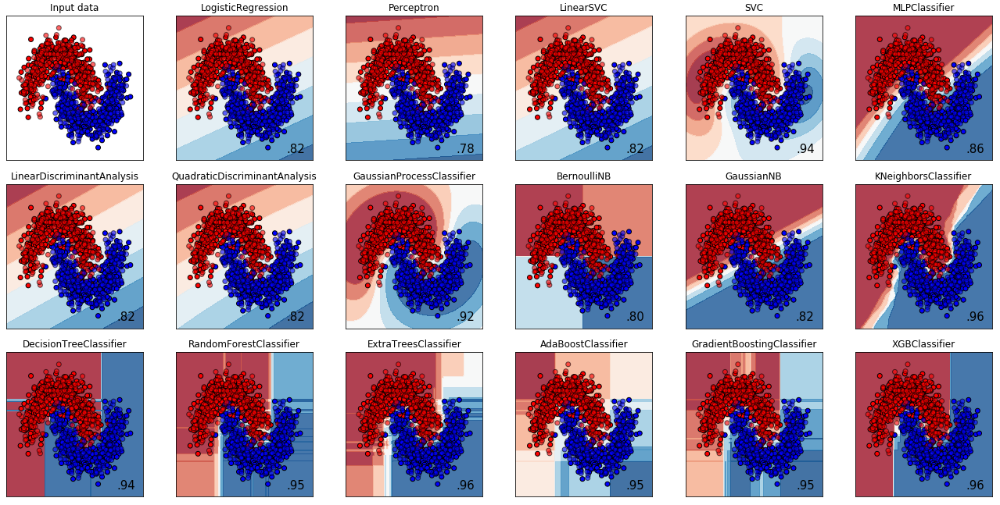 Input data
LogisticRegression
Perceptron
LinearSVC
SVC
MLPClassifier
.82
.78
.82
.94
.86
LinearDiscriminantAnalysis
QuadraticDiscriminantAnalysis
GaussianProcessClassifier
BernoulliNB
GaussianNB
KNeighborsClassifier
.82
.82
.92
.80
.82
.96
DecisionTreeClassifier
RandomForestClassifier
ExtraTreesClassifier
AdaBoostClassifier
GradientBoostingClassifier
XGBClassifier
.94
.95
.96
.95
.95
.96